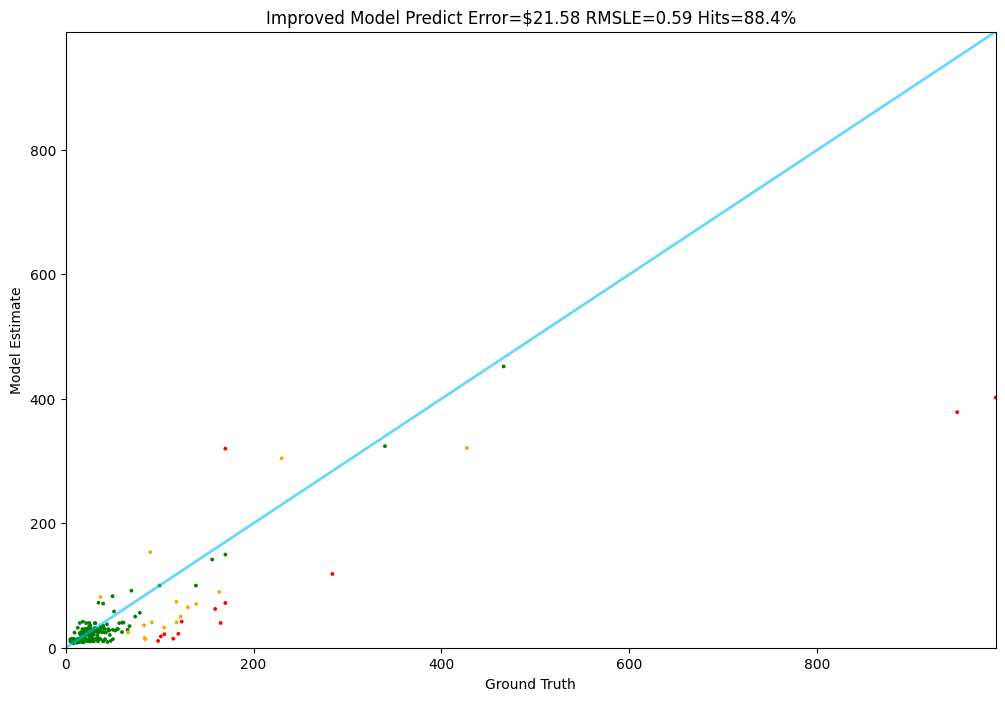 Improved Model Predict Error=$21.58 RMSLE=0.59 Hits=88.4%
800
600
400
200
0
Model Estimate
0 200 400 600 800
Ground Truth